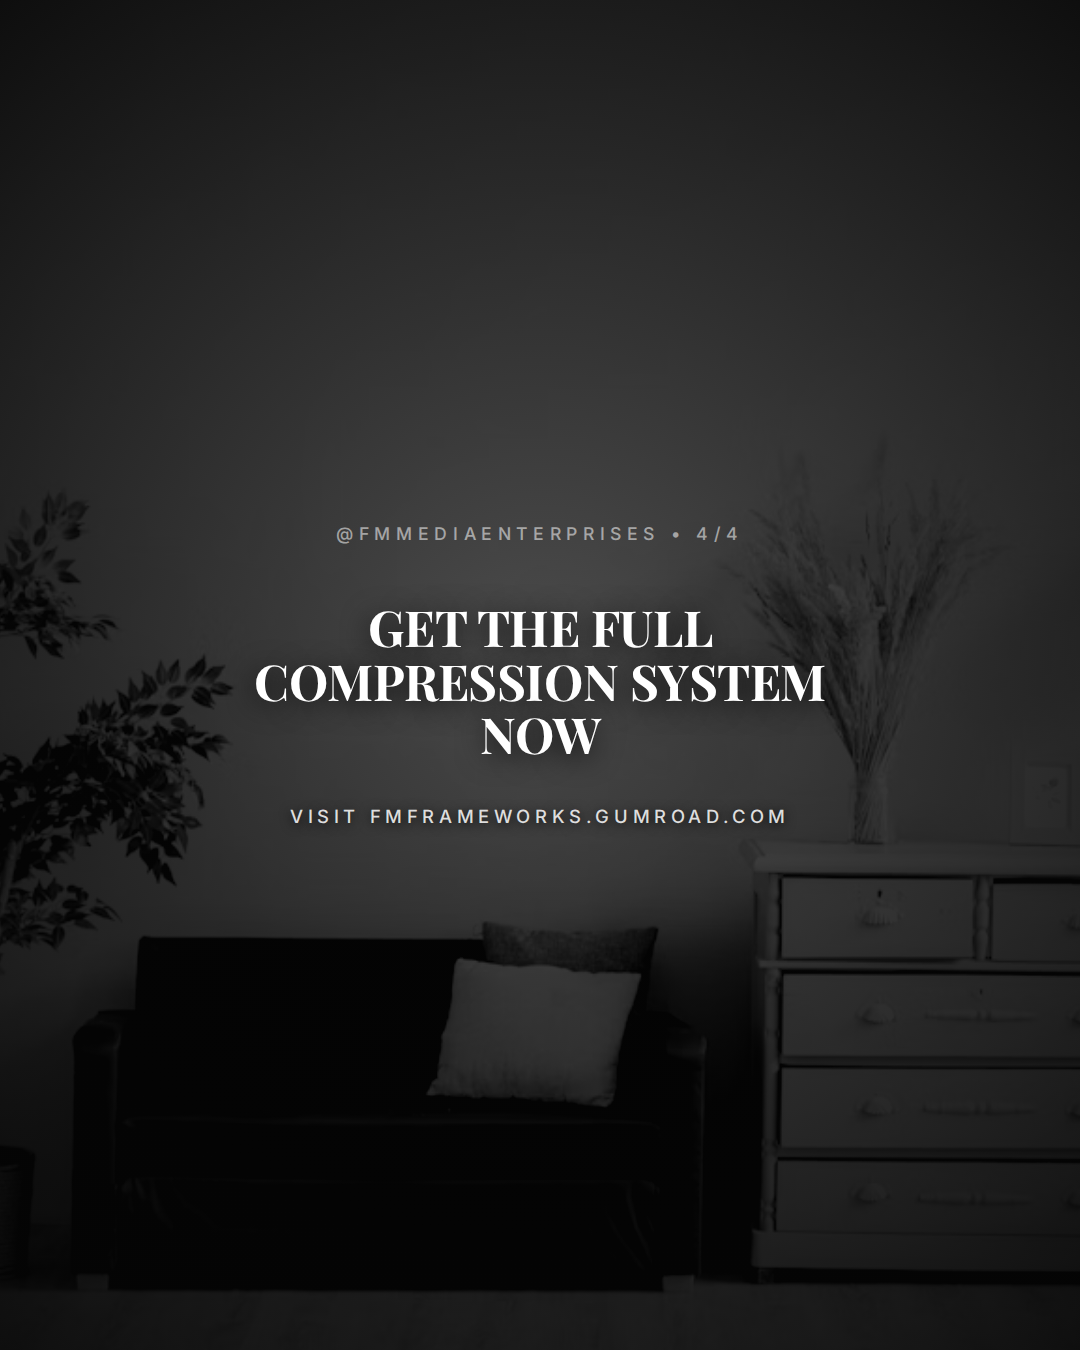 @FMMEDIAENTERPRISES • 4/4
GET THE FULL
COMPRESSION SYSTEM
NOW
VISIT FMFRAMEWORKS.GUMROAD.COM